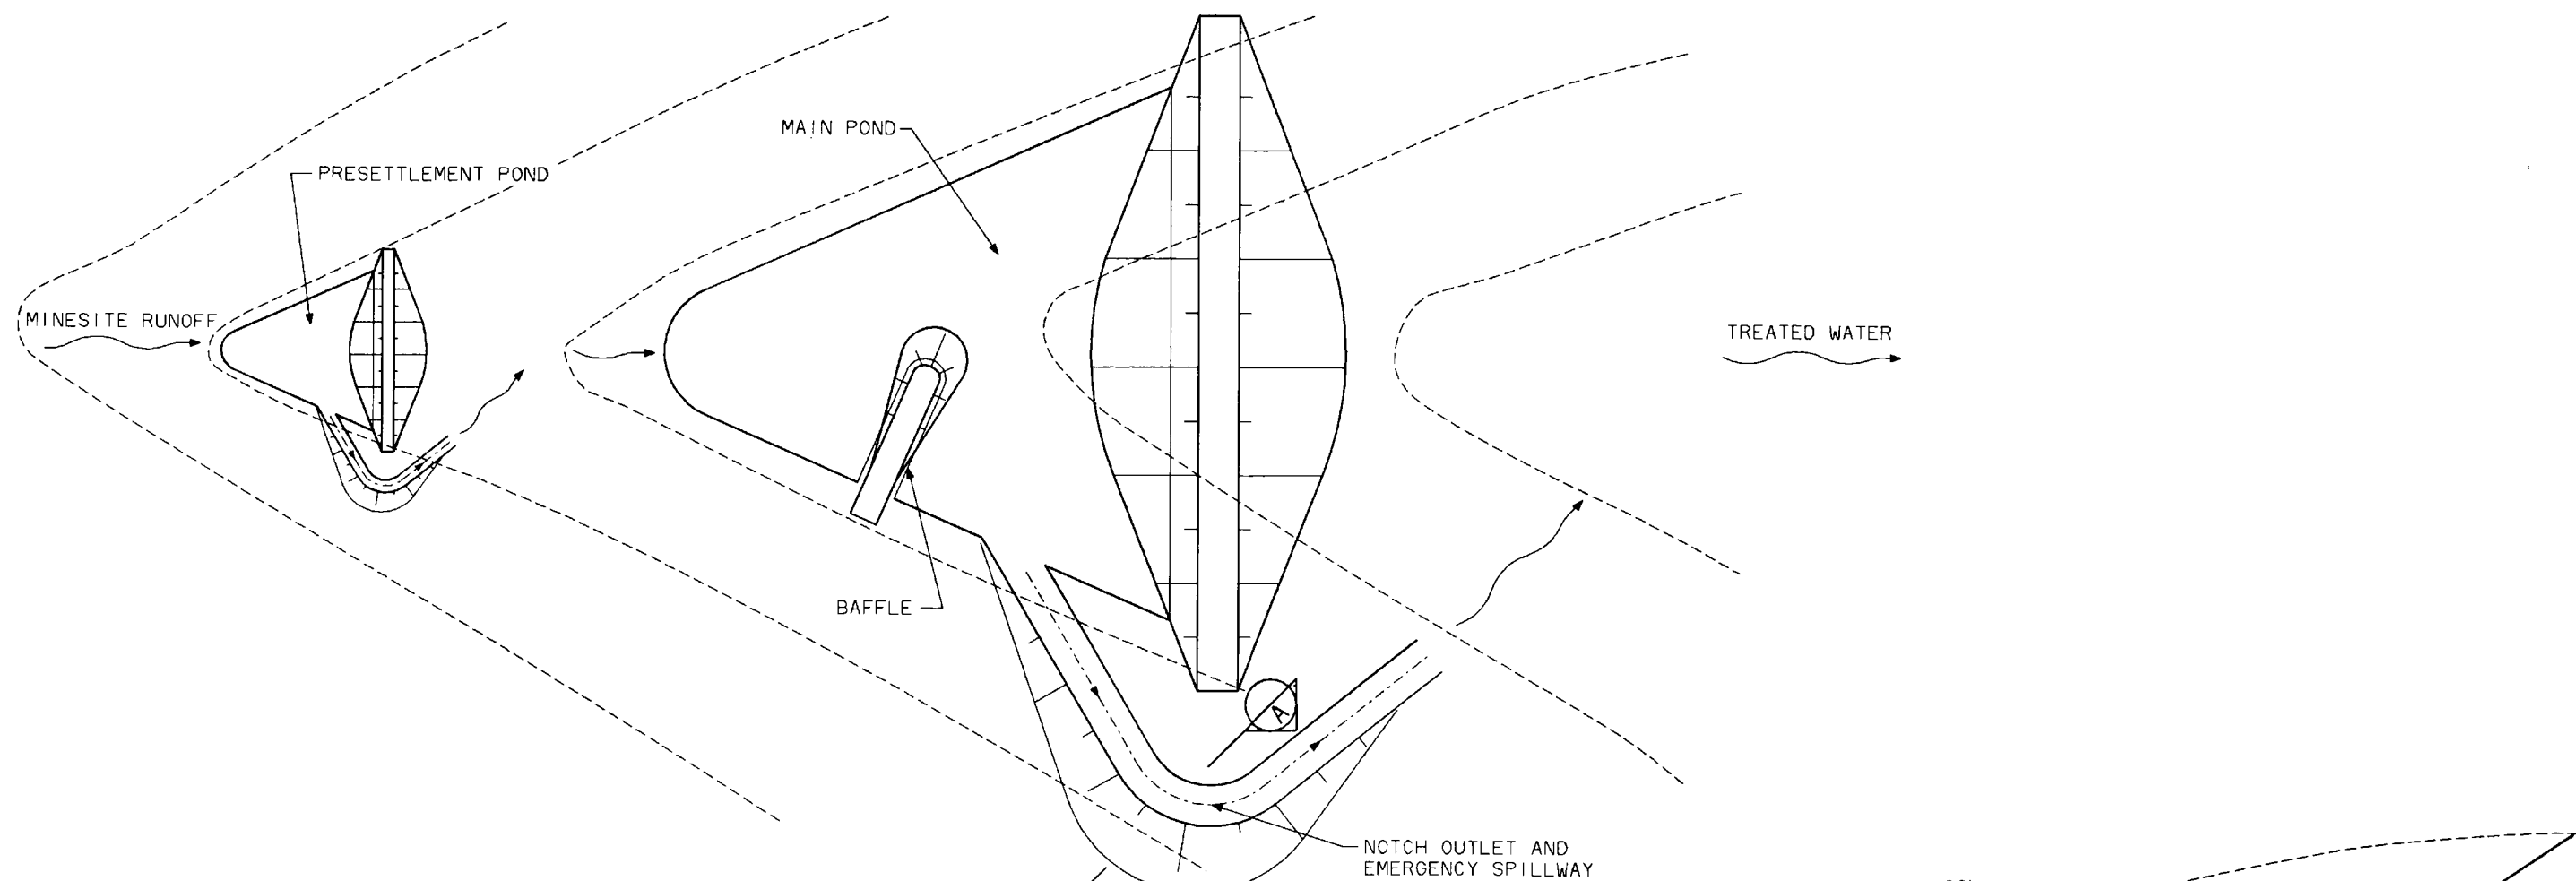 MAIN POND
PRESETTLEMENT POND
MINESITE RUNOFF
TREATED WATER
BAFFLE
A
NOTCH OUTLET AND
EMERGENCY SPILLWAY